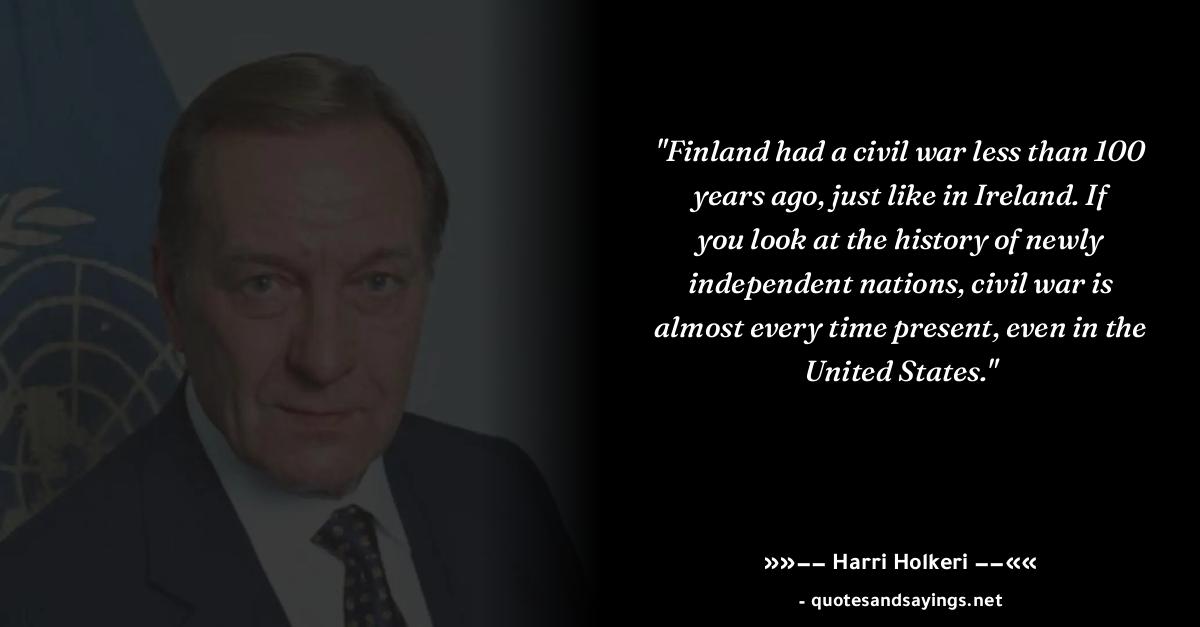 "Finland had a civil war less than 100
years ago, just like in Ireland. If
you look at the history of newly
independent nations, civil war is
almost every time present, even in the
United States."
»»−− Harri Holkeri −−««
- quotesandsayings.net